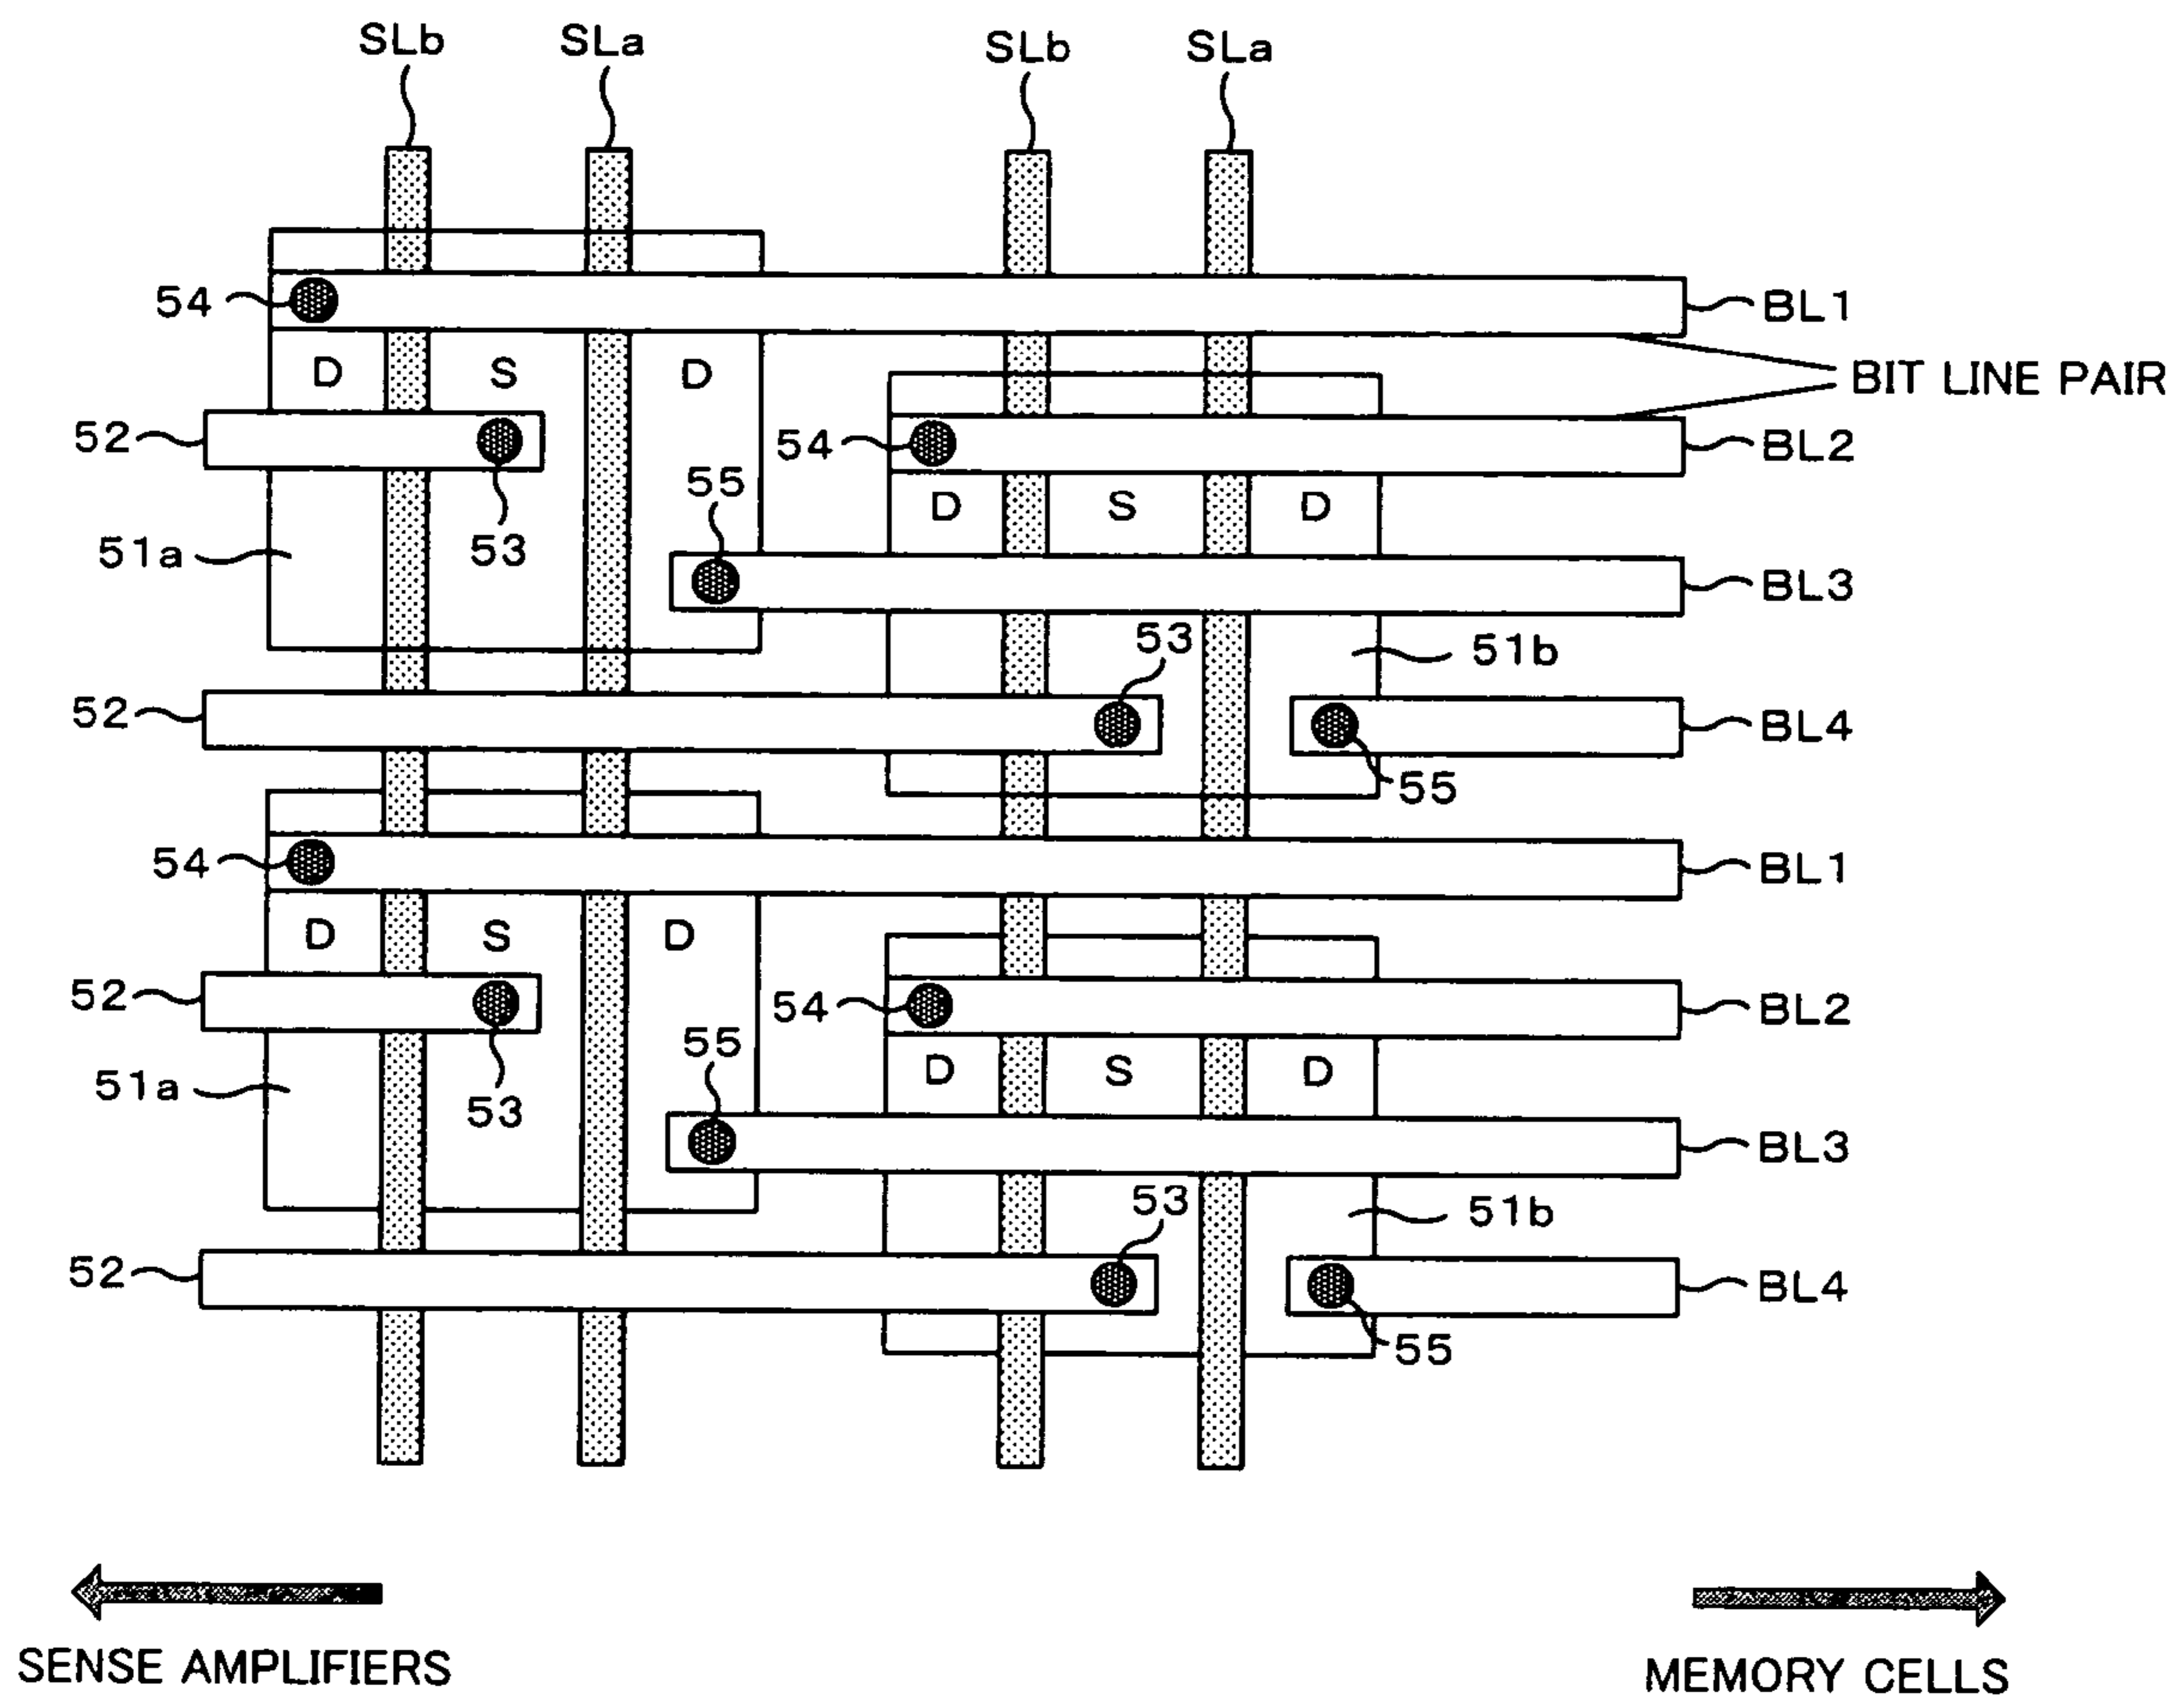 SLb SLa SLb SLa
54 BL1
D S D BIT LINE PAIR
52 54 BL2
55 D S D
51a 53 BL3
53 51b
52 BL4
55
54 BL1
D S D
52 54 BL2
55 D S D
51a 53 BL3
53 51b
52 BL4
55
SENSE AMPLIFIERS MEMORY CELLS